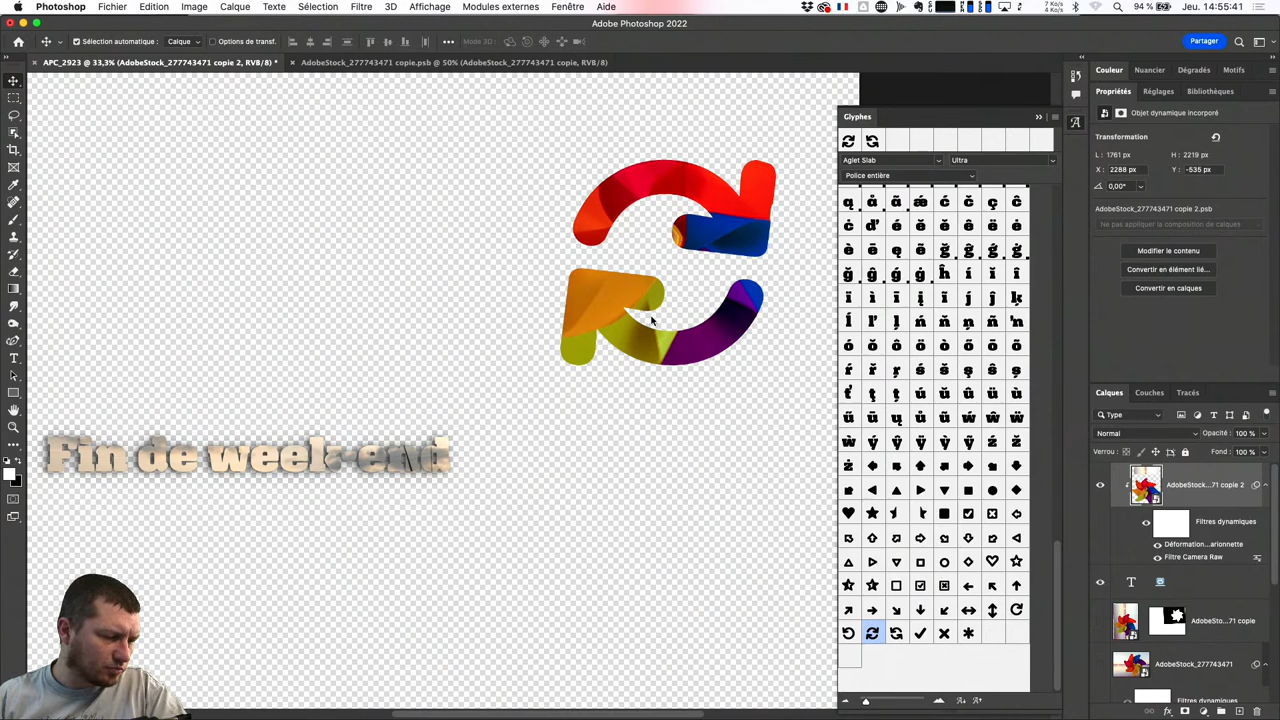 Photoshop Fichier Edition Image Calque Texte Sélection Filtre 3D Affichage Modules externes Fenêtre Aide
94 % Jeu. 14:55:41
Adobe Photoshop 2022
Sélection automatique : Calque Options de transf. Mode 3D : Partager
APC_2923 @ 33,3% (AdobeStock_277743471 copie 2, RVB/8) *
AdobeStock_277743471 copie.psb @ 50% (AdobeStock_277743471 copie, RVB/8)
Glyphes
Aglet Slab Ultra
Police entière
Fin de week-end
Couleur Nuancier Dégradés Motifs
Propriétés Réglages Bibliothèques
Objet dynamique incorporé
Transformation
L : 1761 px H : 2219 px
X : 2288 px Y : -535 px
0,00°
AdobeStock_277743471 copie 2.psb
Ne pas appliquer la composition de calques
Modifier le contenu
Convertir en élément lié...
Convertir en calques
Calques Couches Tracés
Type
Normal Opacité : 100 %
Verrou : Fond : 100 %
AdobeStock_...71 copie 2
Filtres dynamiques
Déformation...arionnette
Filtre Camera Raw
AdobeSto...71 copie
AdobeStock_277743471
Filtres dynamiques